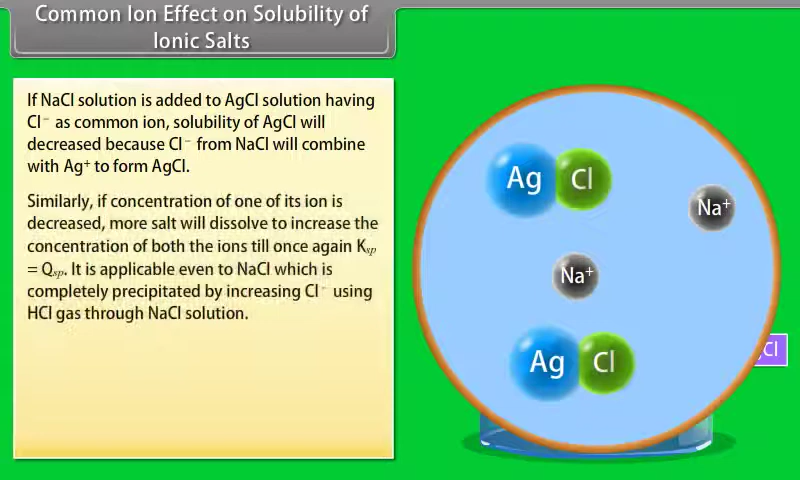 Common Ion Effect on Solubility of
Ionic Salts
If NaCl solution is added to AgCl solution having
Cl⁻ as common ion, solubility of AgCl will
decreased because Cl⁻ from NaCl will combine
with Ag⁺ to form AgCl.
Similarly, if concentration of one of its ion is
decreased, more salt will dissolve to increase the
concentration of both the ions till once again Ksp
= Qsp. It is applicable even to NaCl which is
completely precipitated by increasing Cl⁻ using
HCl gas through NaCl solution.
Ag Cl
Na⁺
Na⁺
Ag Cl
Cl